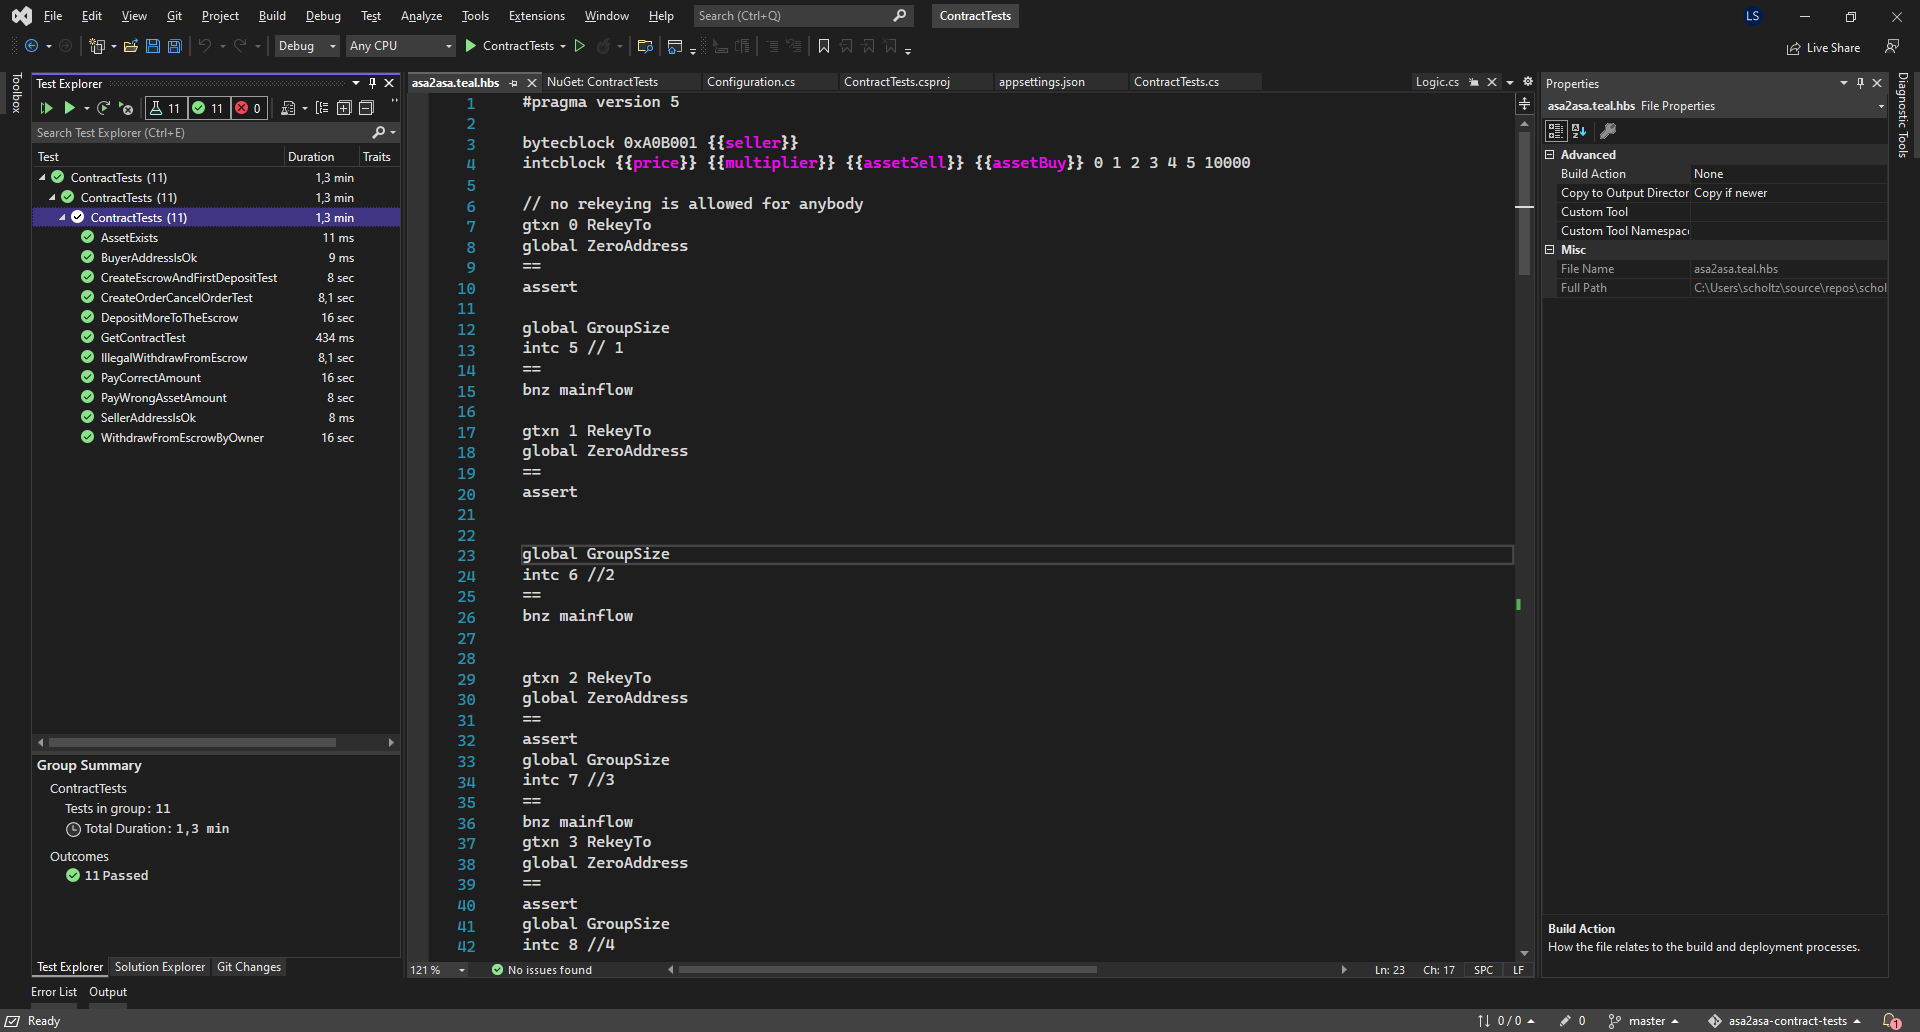 File Edit View Git Project Build Debug Test Analyze Tools Extensions Window Help Search (Ctrl+Q) ContractTests LS
Debug Any CPU ContractTests Live Share
Toolbox
Test Explorer
11 11 0
Search Test Explorer (Ctrl+E)
Test Duration Traits
ContractTests (11) 1,3 min
ContractTests (11) 1,3 min
ContractTests (11) 1,3 min
AssetExists 11 ms
BuyerAddressIsOk 9 ms
CreateEscrowAndFirstDepositTest 8 sec
CreateOrderCancelOrderTest 8,1 sec
DepositMoreToTheEscrow 16 sec
GetContractTest 434 ms
IllegalWithdrawFromEscrow 8,1 sec
PayCorrectAmount 16 sec
PayWrongAssetAmount 8 sec
SellerAddressIsOk 8 ms
WithdrawFromEscrowByOwner 16 sec
Group Summary
ContractTests
Tests in group: 11
Total Duration: 1,3 min
Outcomes
11 Passed
Test Explorer Solution Explorer Git Changes
asa2asa.teal.hbs NuGet: ContractTests Configuration.cs ContractTests.csproj appsettings.json ContractTests.cs Logic.cs
1 #pragma version 5
2
3 bytecblock 0xA0B001 {{seller}}
4 intcblock {{price}} {{multiplier}} {{assetSell}} {{assetBuy}} 0 1 2 3 4 5 10000
5
6 // no rekeying is allowed for anybody
7 gtxn 0 RekeyTo
8 global ZeroAddress
9 ==
10 assert
11
12 global GroupSize
13 intc 5 // 1
14 ==
15 bnz mainflow
16
17 gtxn 1 RekeyTo
18 global ZeroAddress
19 ==
20 assert
21
22
23 global GroupSize
24 intc 6 //2
25 ==
26 bnz mainflow
27
28
29 gtxn 2 RekeyTo
30 global ZeroAddress
31 ==
32 assert
33 global GroupSize
34 intc 7 //3
35 ==
36 bnz mainflow
37 gtxn 3 RekeyTo
38 global ZeroAddress
39 ==
40 assert
41 global GroupSize
42 intc 8 //4
121 % No issues found Ln: 23 Ch: 17 SPC LF
Properties
asa2asa.teal.hbs File Properties
Advanced
Build Action None
Copy to Output Director Copy if newer
Custom Tool
Custom Tool Namespac
Misc
File Name asa2asa.teal.hbs
Full Path C:\Users\scholtz\source\repos\schol
Build Action
How the file relates to the build and deployment processes.
Diagnostic Tools
Error List Output
Ready 0 / 0 0 master asa2asa-contract-tests 1